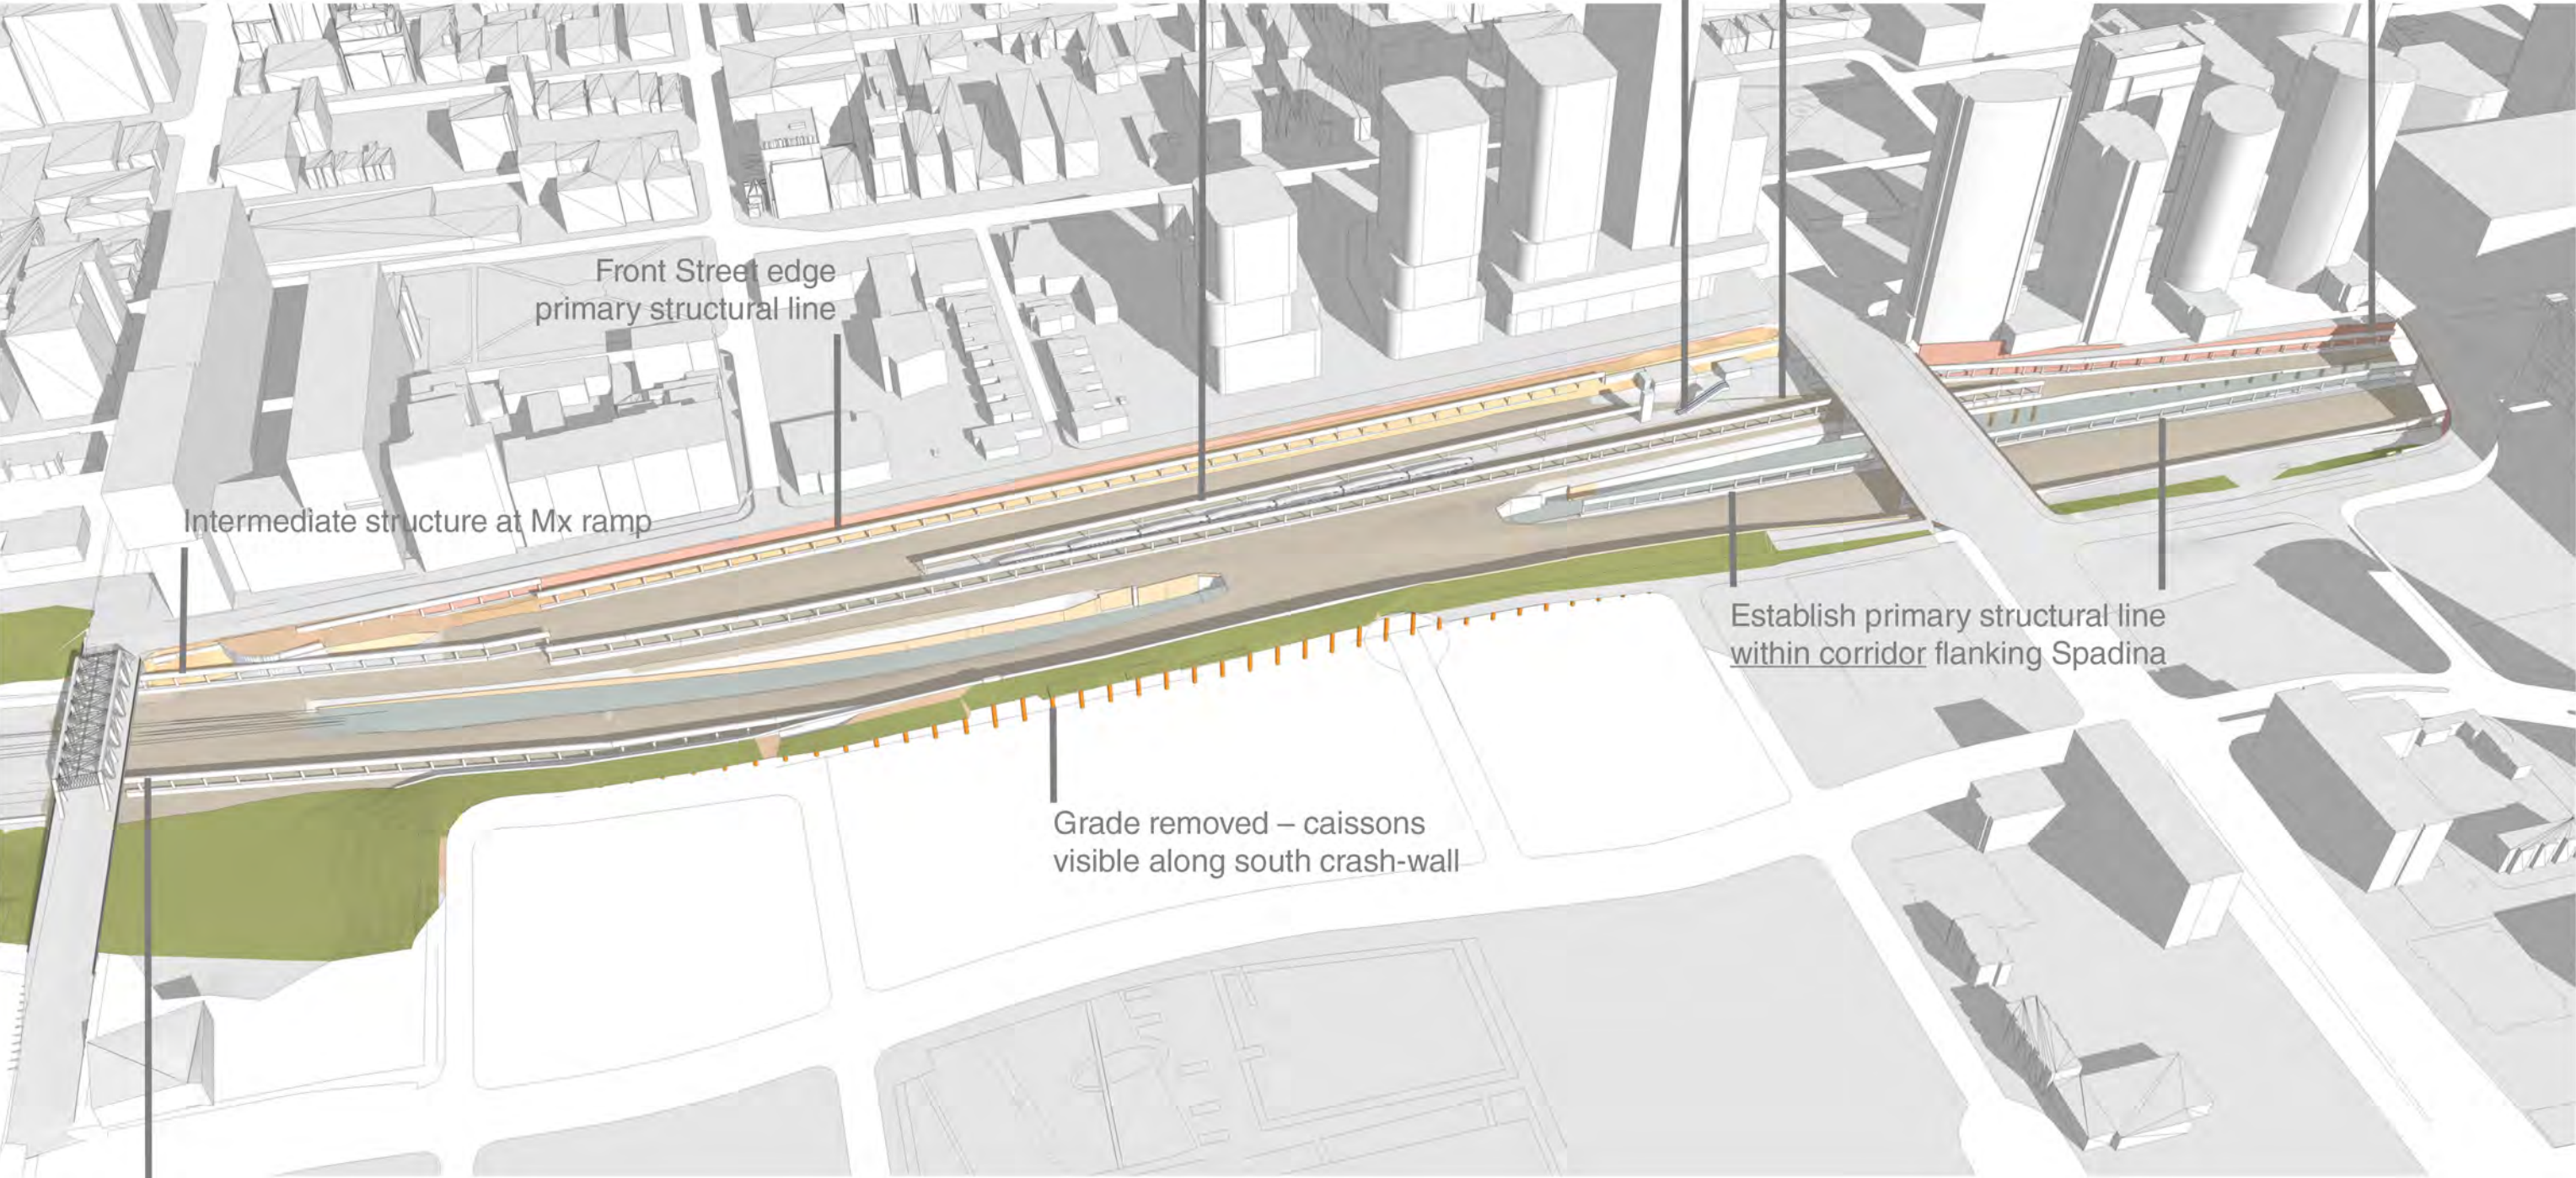 Front Street edge
primary structural line
Intermediate structure at Mx ramp
Establish primary structural line
within corridor flanking Spadina
Grade removed – caissons
visible along south crash-wall